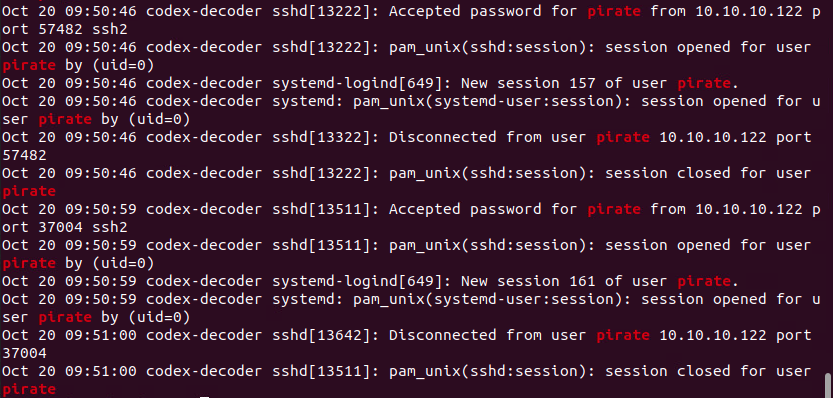 Oct 20 09:50:46 codex-decoder sshd[13222]: Accepted password for pirate from 10.10.10.122 p
ort 57482 ssh2
Oct 20 09:50:46 codex-decoder sshd[13222]: pam_unix(sshd:session): session opened for user
pirate by (uid=0)
Oct 20 09:50:46 codex-decoder systemd-logind[649]: New session 157 of user pirate.
Oct 20 09:50:46 codex-decoder systemd: pam_unix(systemd-user:session): session opened for u
ser pirate by (uid=0)
Oct 20 09:50:46 codex-decoder sshd[13322]: Disconnected from user pirate 10.10.10.122 port
57482
Oct 20 09:50:46 codex-decoder sshd[13222]: pam_unix(sshd:session): session closed for user
pirate
Oct 20 09:50:59 codex-decoder sshd[13511]: Accepted password for pirate from 10.10.10.122 p
ort 37004 ssh2
Oct 20 09:50:59 codex-decoder sshd[13511]: pam_unix(sshd:session): session opened for user
pirate by (uid=0)
Oct 20 09:50:59 codex-decoder systemd-logind[649]: New session 161 of user pirate.
Oct 20 09:50:59 codex-decoder systemd: pam_unix(systemd-user:session): session opened for u
ser pirate by (uid=0)
Oct 20 09:51:00 codex-decoder sshd[13642]: Disconnected from user pirate 10.10.10.122 port
37004
Oct 20 09:51:00 codex-decoder sshd[13511]: pam_unix(sshd:session): session closed for user
pirate